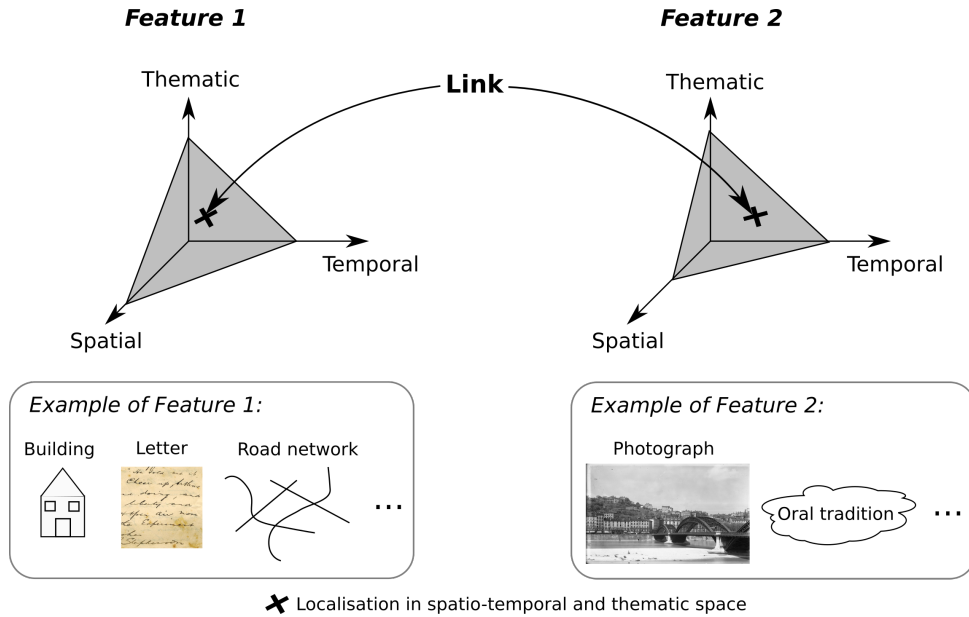 Feature 1
Feature 2
Thematic
Link
Thematic
Temporal
Spatial
Temporal
Spatial
Example of Feature 1:
Building
Letter
Road network
...
Example of Feature 2:
Photograph
Oral tradition
...
Localisation in spatio-temporal and thematic space